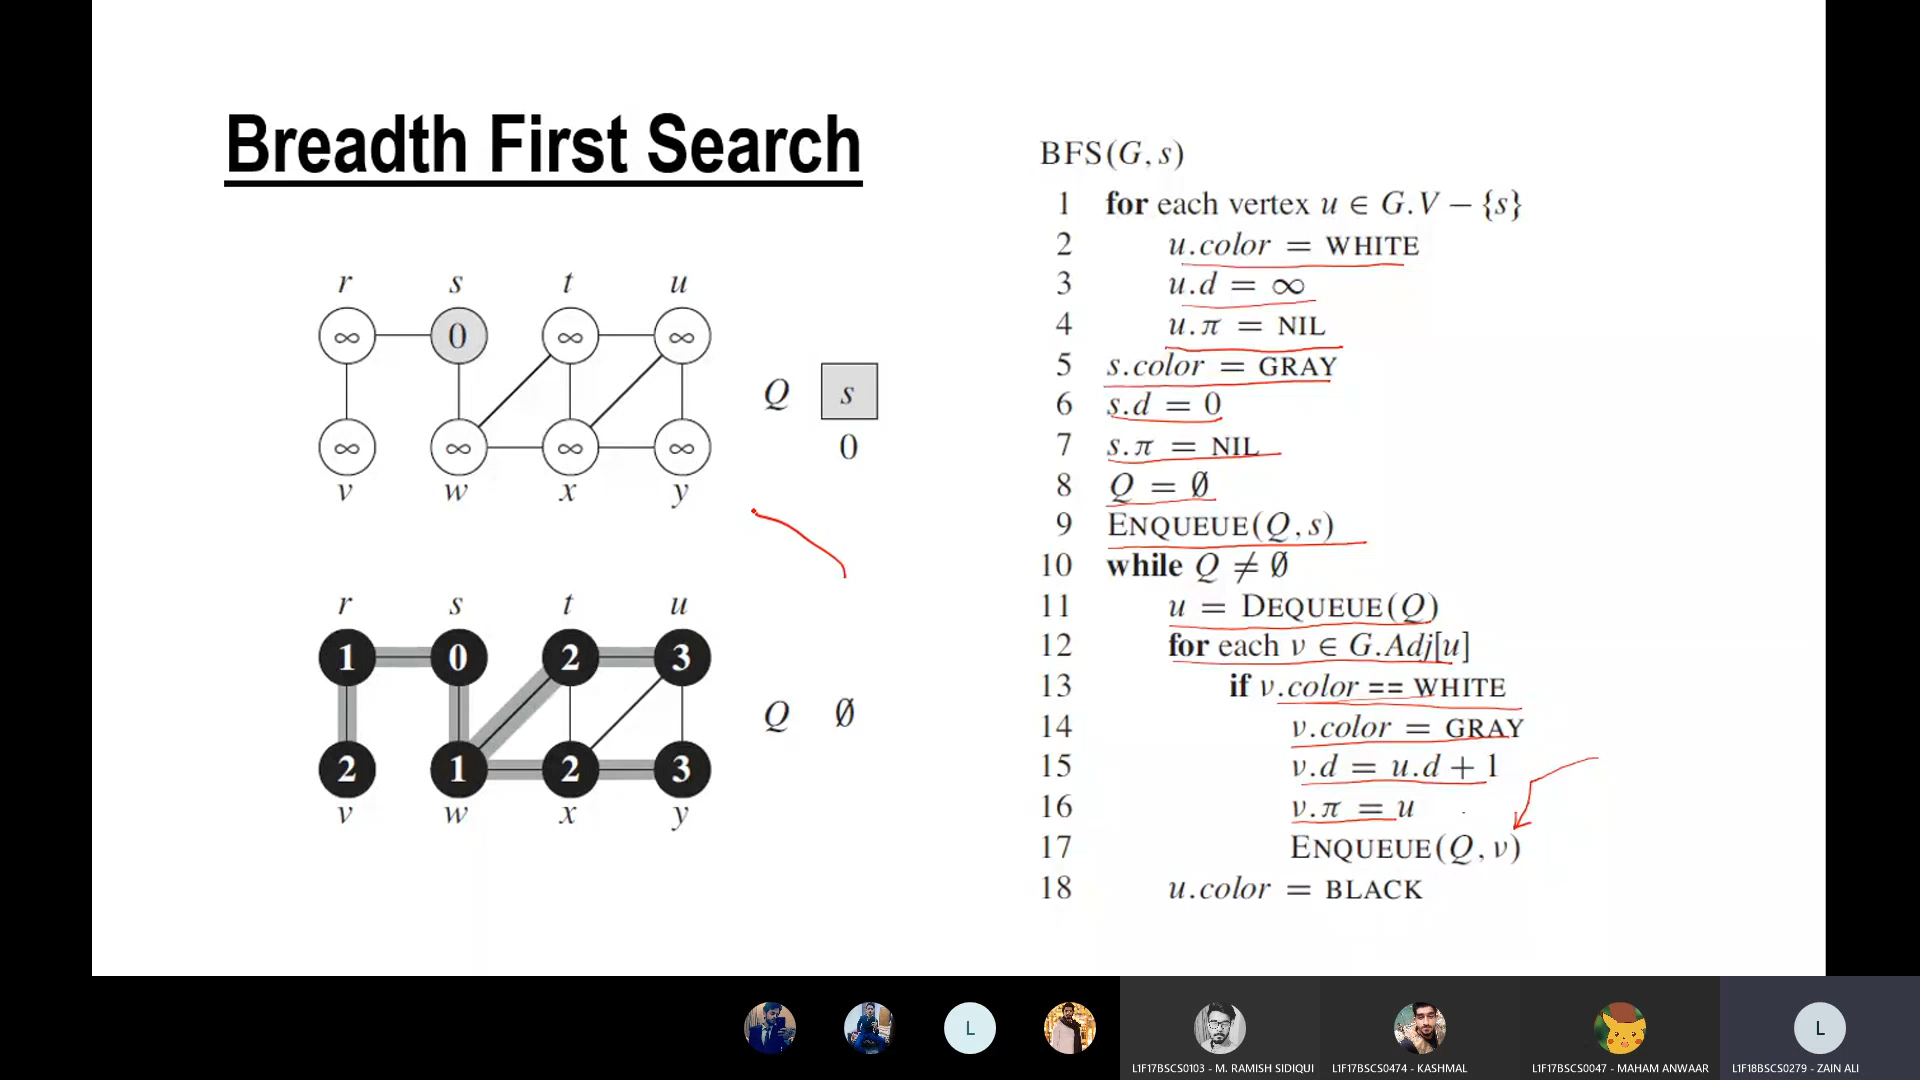 Breadth First Search
r s t u
∞ 0 ∞ ∞
Q s
0
∞ ∞ ∞ ∞
v w x y
r s t u
1 0 2 3
Q ∅
2 1 2 3
v w x y
BFS(G, s)
1 for each vertex u ∈ G.V − {s}
2 u.color = WHITE
3 u.d = ∞
4 u.π = NIL
5 s.color = GRAY
6 s.d = 0
7 s.π = NIL
8 Q = ∅
9 ENQUEUE(Q, s)
10 while Q ≠ ∅
11 u = DEQUEUE(Q)
12 for each v ∈ G.Adj[u]
13 if v.color == WHITE
14 v.color = GRAY
15 v.d = u.d + 1
16 v.π = u
17 ENQUEUE(Q, v)
18 u.color = BLACK
L
L
L1F17BSCS0103 - M. RAMISH SIDIQUI
L1F17BSCS0474 - KASHMAL
L1F17BSCS0047 - MAHAM ANWAAR
L1F18BSCS0279 - ZAIN ALI